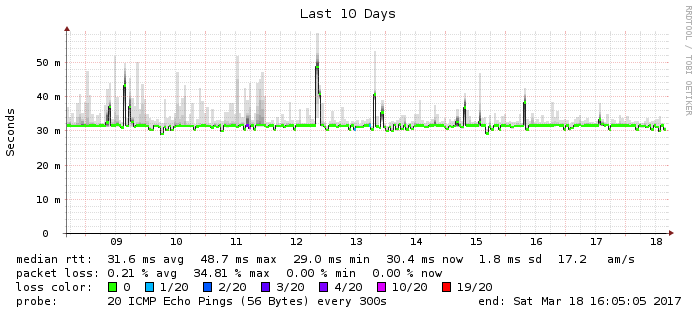 Last 10 Days
RRDTOOL / TOBI OETIKER
Seconds
50 m
40 m
30 m
20 m
10 m
0
09 10 11 12 13 14 15 16 17 18
median rtt: 31.6 ms avg 48.7 ms max 29.0 ms min 30.4 ms now 1.8 ms sd 17.2 am/s
packet loss: 0.21 % avg 34.81 % max 0.00 % min 0.00 % now
loss color: 0 1/20 2/20 3/20 4/20 10/20 19/20
probe: 20 ICMP Echo Pings (56 Bytes) every 300s end: Sat Mar 18 16:05:05 2017